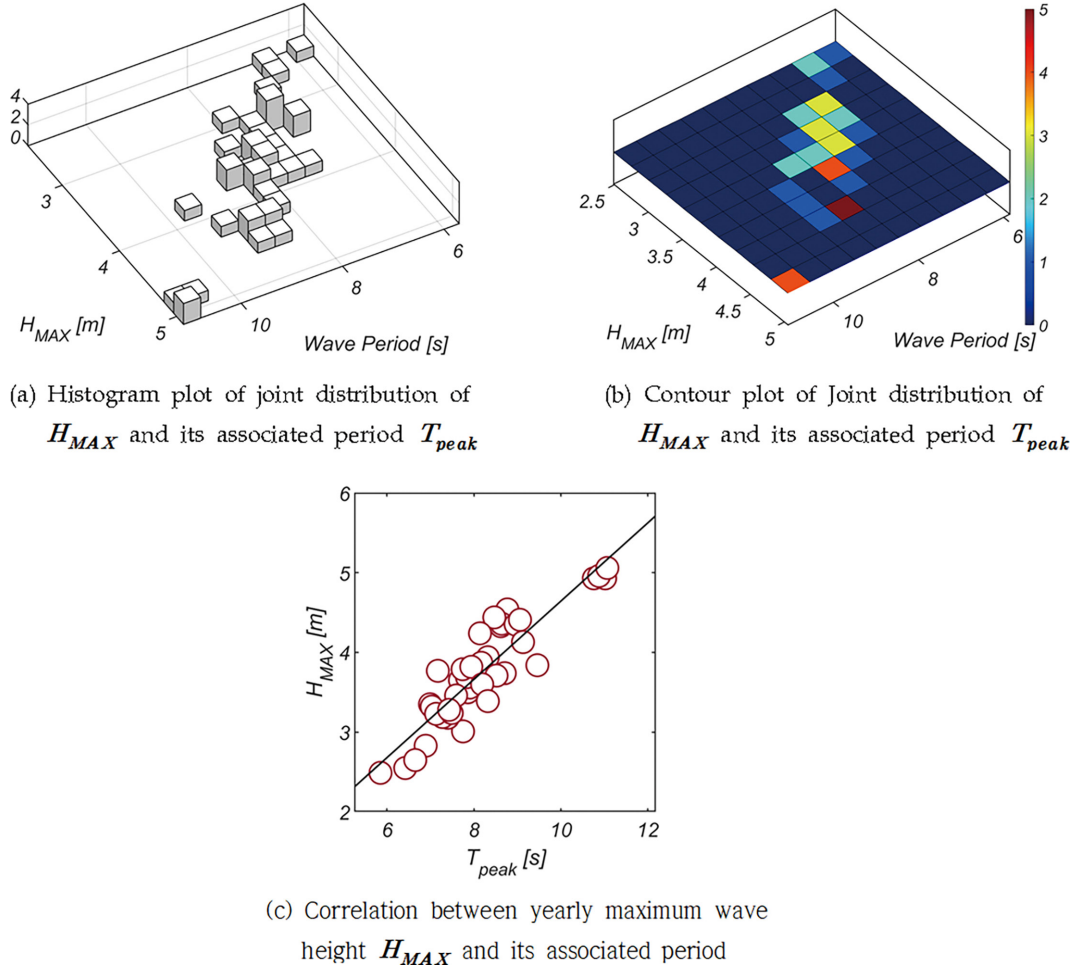 4
2
0
3
4
5
6
8
10
H_MAX [m]
Wave Period [s]
5
4
3
2
1
0
2.5
3
3.5
4
4.5
5
6
8
10
H_MAX [m]
Wave Period [s]
(a) Histogram plot of joint distribution of
H_MAX and its associated period T_peak
(b) Contour plot of Joint distribution of
H_MAX and its associated period T_peak
6
5
4
3
2
H_MAX [m]
6 8 10 12
T_peak [s]
(c) Correlation between yearly maximum wave
height H_MAX and its associated period